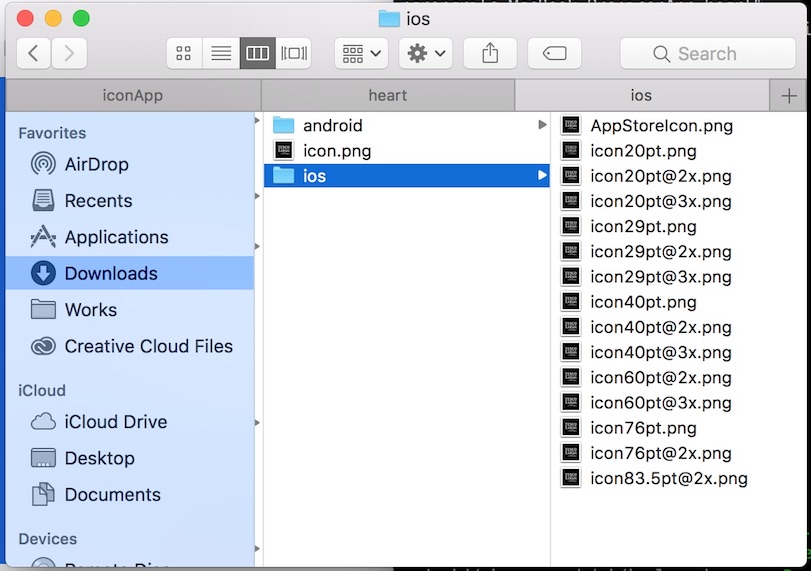 ios
Search
iconApp
heart
ios
Favorites
AirDrop
Recents
Applications
Downloads
Works
Creative Cloud Files
iCloud
iCloud Drive
Desktop
Documents
Devices
Remote Disc
android
icon.png
ios
AppStoreIcon.png
icon20pt.png
icon20pt@2x.png
icon20pt@3x.png
icon29pt.png
icon29pt@2x.png
icon29pt@3x.png
icon40pt.png
icon40pt@2x.png
icon40pt@3x.png
icon60pt@2x.png
icon60pt@3x.png
icon76pt.png
icon76pt@2x.png
icon83.5pt@2x.png